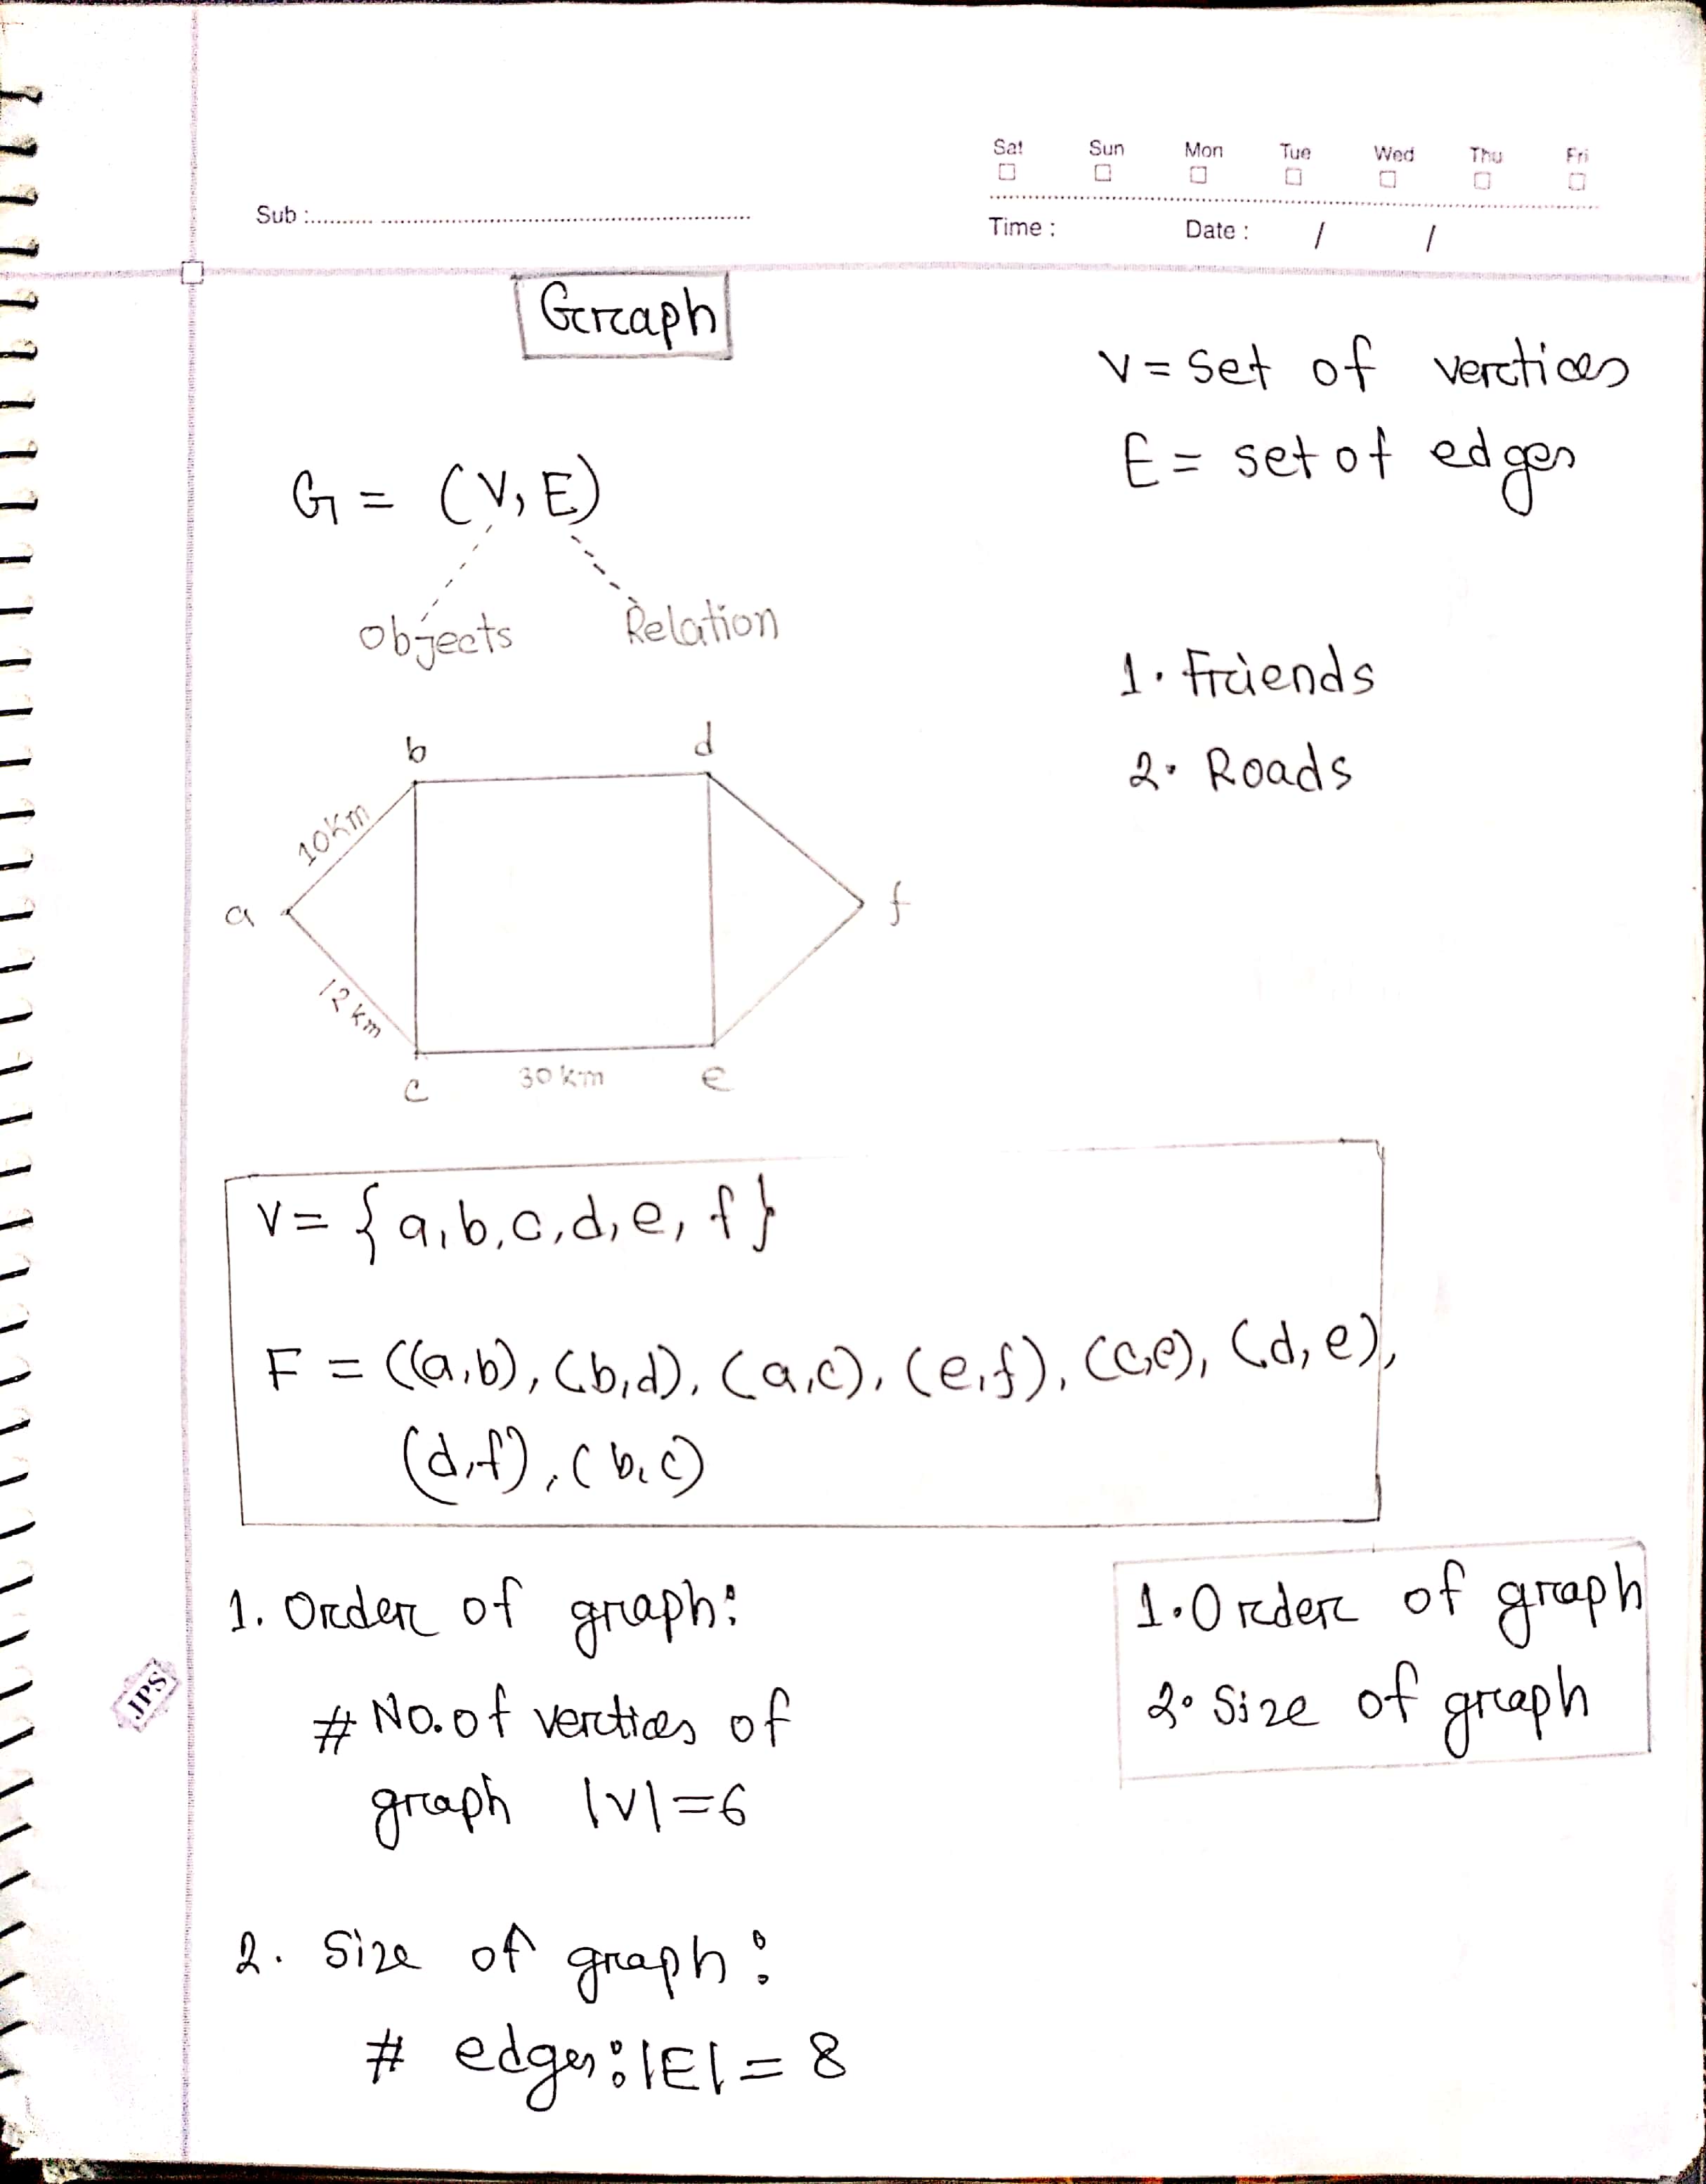 Sat Sun Mon Tue Wed Thu Fri
Sub :
Time : Date : / /
Graph
V = set of vertices
E = set of edges
G = (V, E)
Objects Relation
1. Friends
2. Roads
b d
10km
a f
12 km
c 30 km e
V = { a, b, c, d, e, f }
F = ((a,b), (b,d), (a,c), (e,f), (c,e), (d,e),
(d,f), (b,c)
1. Order of graph:
# No. of vertices of
graph |V| = 6
1. Order of graph
2. Size of graph
JPS
2. Size of graph:
# edges: |E| = 8